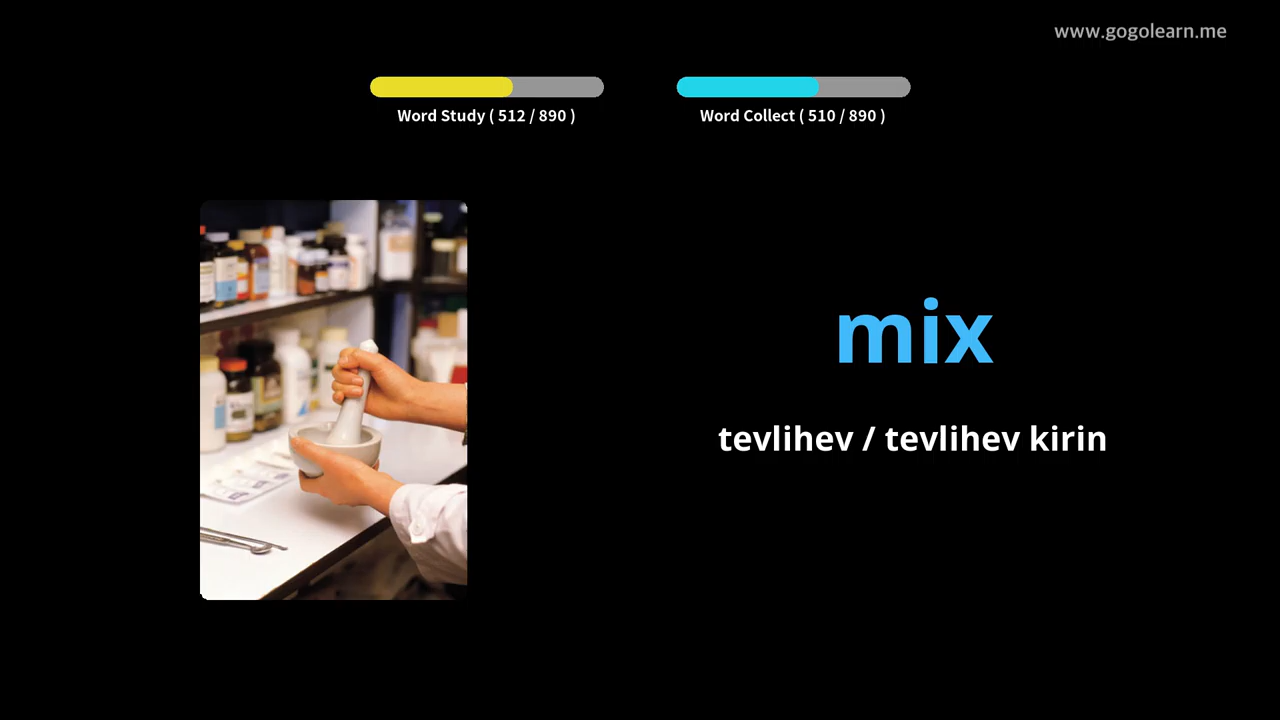 www.gogolearn.me
Word Study ( 512 / 890 )
Word Collect ( 510 / 890 )
mix
tevlihev / tevlihev kirin